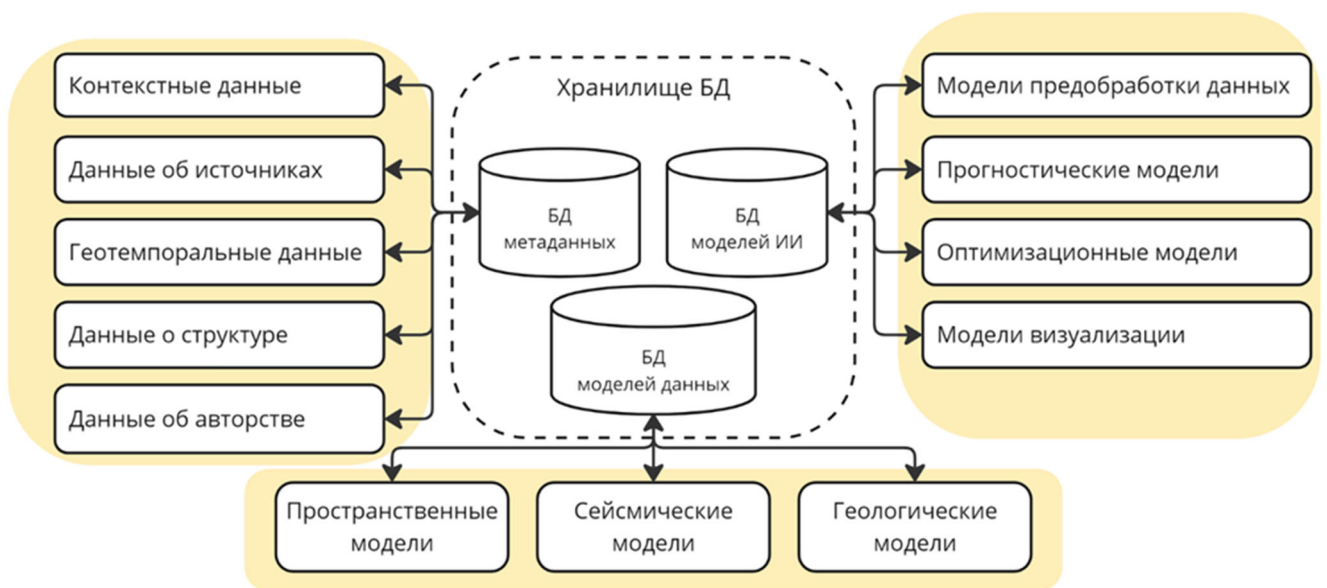 Контекстные данные
Данные об источниках
Геотемпоральные данные
Данные о структуре
Данные об авторстве
Хранилище БД
БД
метаданных
БД
моделей ИИ
БД
моделей данных
Модели предобработки данных
Прогностические модели
Оптимизационные модели
Модели визуализации
Пространственные
модели
Сейсмические
модели
Геологические
модели